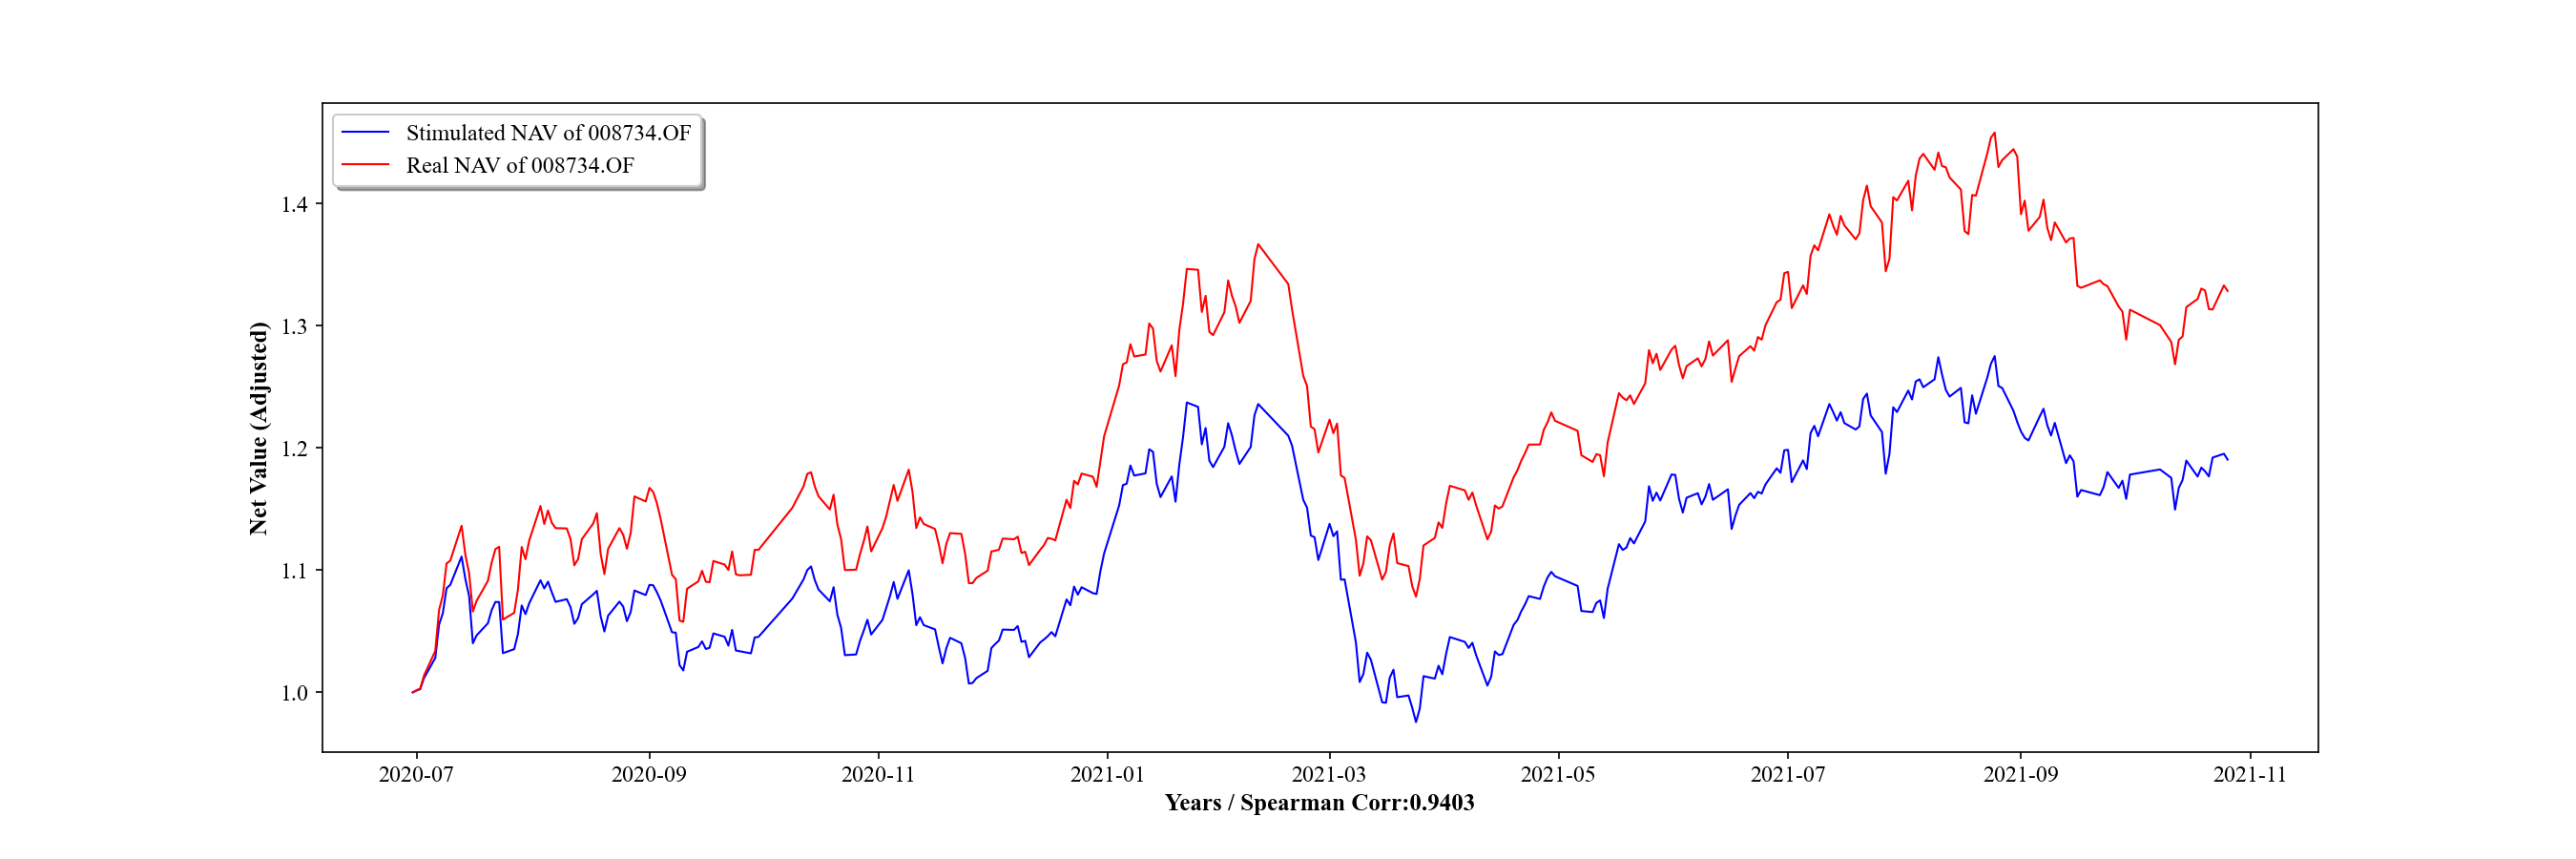 Stimulated NAV of 008734.OF
Real NAV of 008734.OF
Net Value (Adjusted)
1.4
1.3
1.2
1.1
1.0
2020-07 2020-09 2020-11 2021-01 2021-03 2021-05 2021-07 2021-09 2021-11
Years / Spearman Corr:0.9403